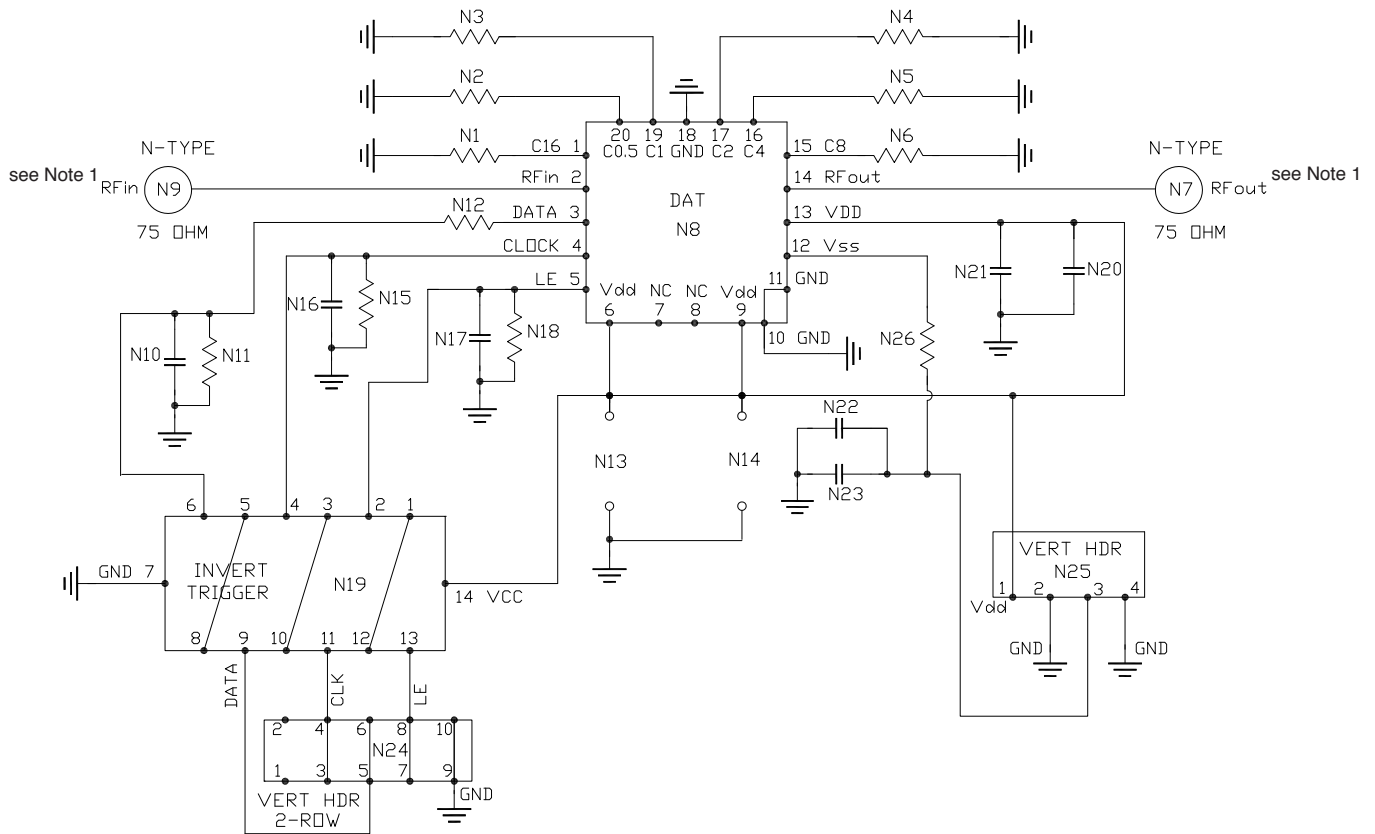 N3
N4
N2
N5
N1
N6
20 19 18 17 16
C0.5 C1 GND C2 C4
C16 1
15 C8
N-TYPE
see Note 1 RFin N9
75 OHM
RFin 2
14 RFout
N-TYPE
N7 RFout see Note 1
75 OHM
DAT
N8
N12
DATA 3
13 VDD
CLOCK 4
12 Vss
LE 5
11 GND
Vdd NC NC Vdd
6 7 8 9
10 GND
N16 N15
N17 N18
N10 N11
N21 N20
N26
N22
N23
N13
N14
6 5 4 3 2 1
GND 7
INVERT
TRIGGER
N19
14 VCC
8 9 10 11 12 13
VERT HDR
N25
1 2 3 4
Vdd
GND
GND
DATA
CLK
LE
2 4 6 8 10
N24
1 3 5 7 9
GND
VERT HDR
2-ROW